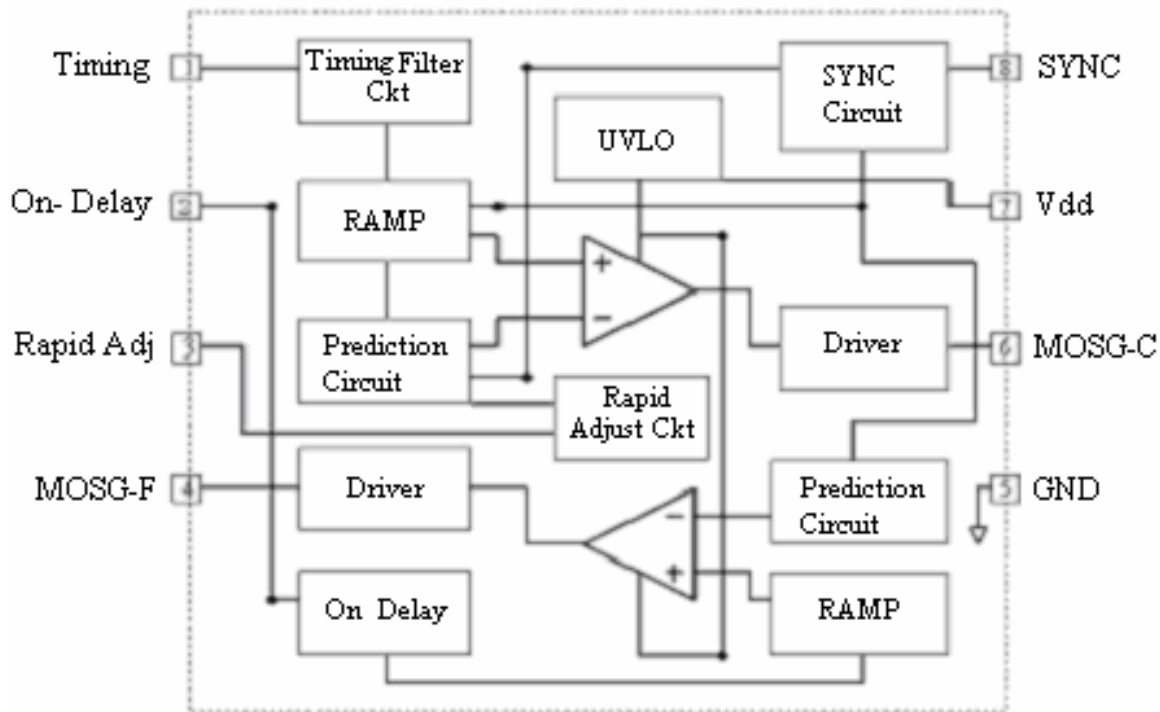 Timing
1
Timing Filter
Ckt
SYNC
Circuit
8
SYNC
UVLO
On- Delay
2
RAMP
7
Vdd
+
−
Rapid Adj
3
Prediction
Circuit
Driver
6
MOSG-C
Rapid
Adjust Ckt
MOSG-F
4
Driver
−
+
Prediction
Circuit
5
GND
On Delay
RAMP